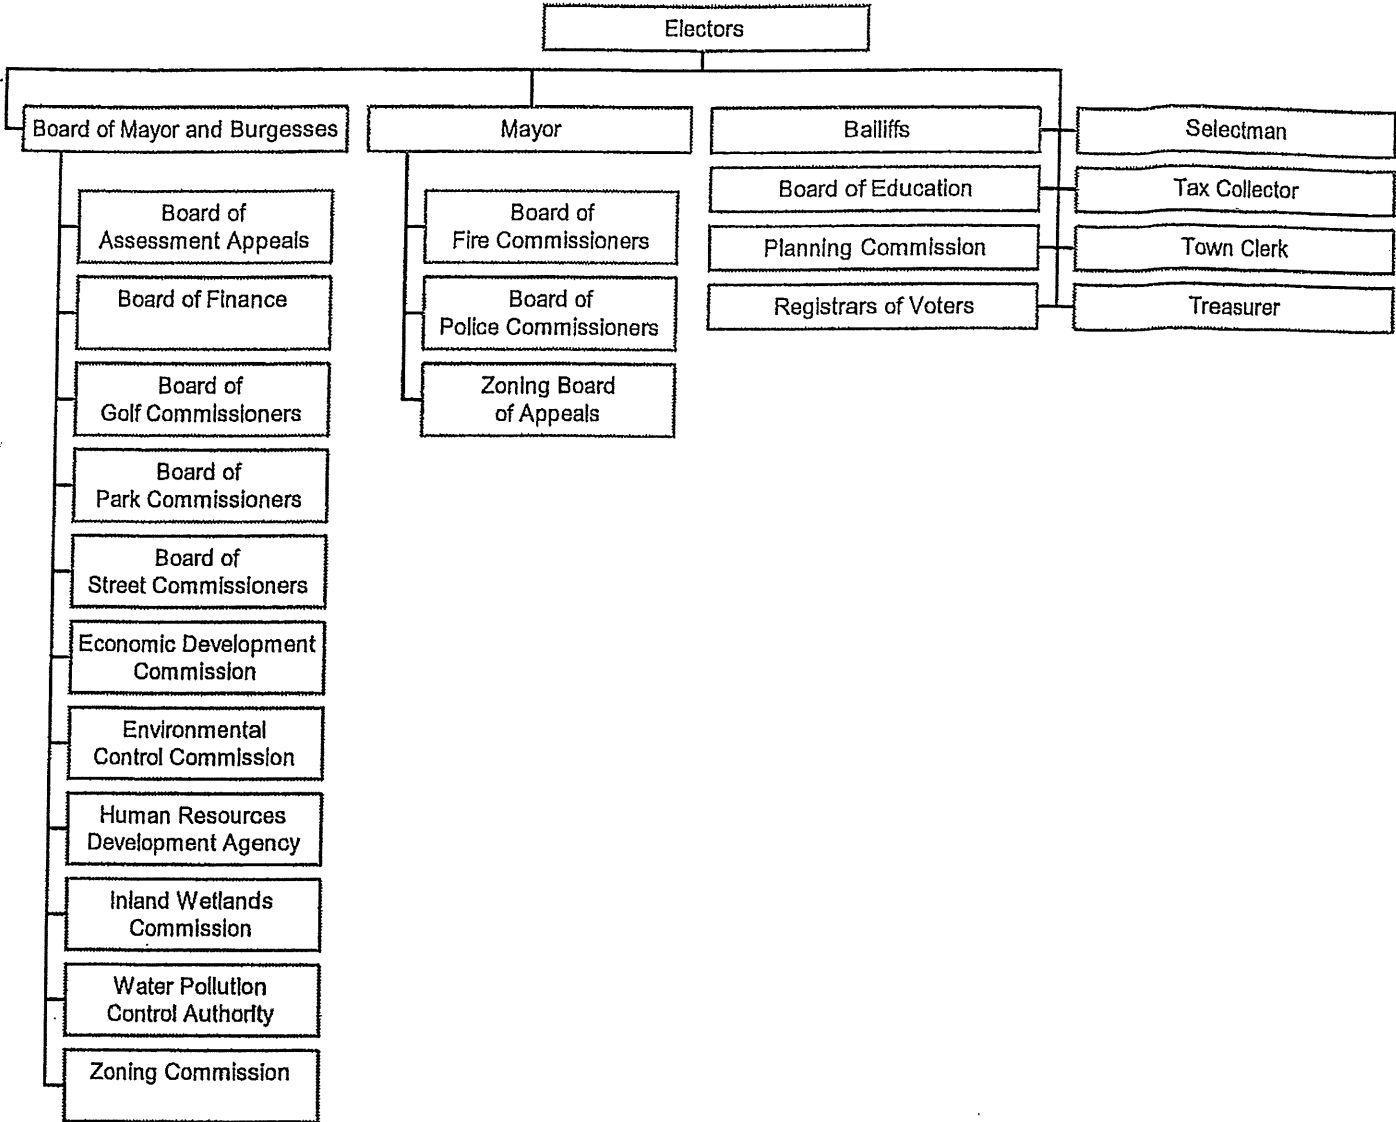 Electors
Board of Mayor and Burgesses
Mayor
Bailiffs
Selectman
Board of Education
Tax Collector
Planning Commission
Town Clerk
Registrars of Voters
Treasurer
Board of
Assessment Appeals
Board of Finance
Board of
Golf Commissioners
Board of
Park Commissioners
Board of
Street Commissioners
Economic Development
Commission
Environmental
Control Commission
Human Resources
Development Agency
Inland Wetlands
Commission
Water Pollution
Control Authority
Zoning Commission
Board of
Fire Commissioners
Board of
Police Commissioners
Zoning Board
of Appeals